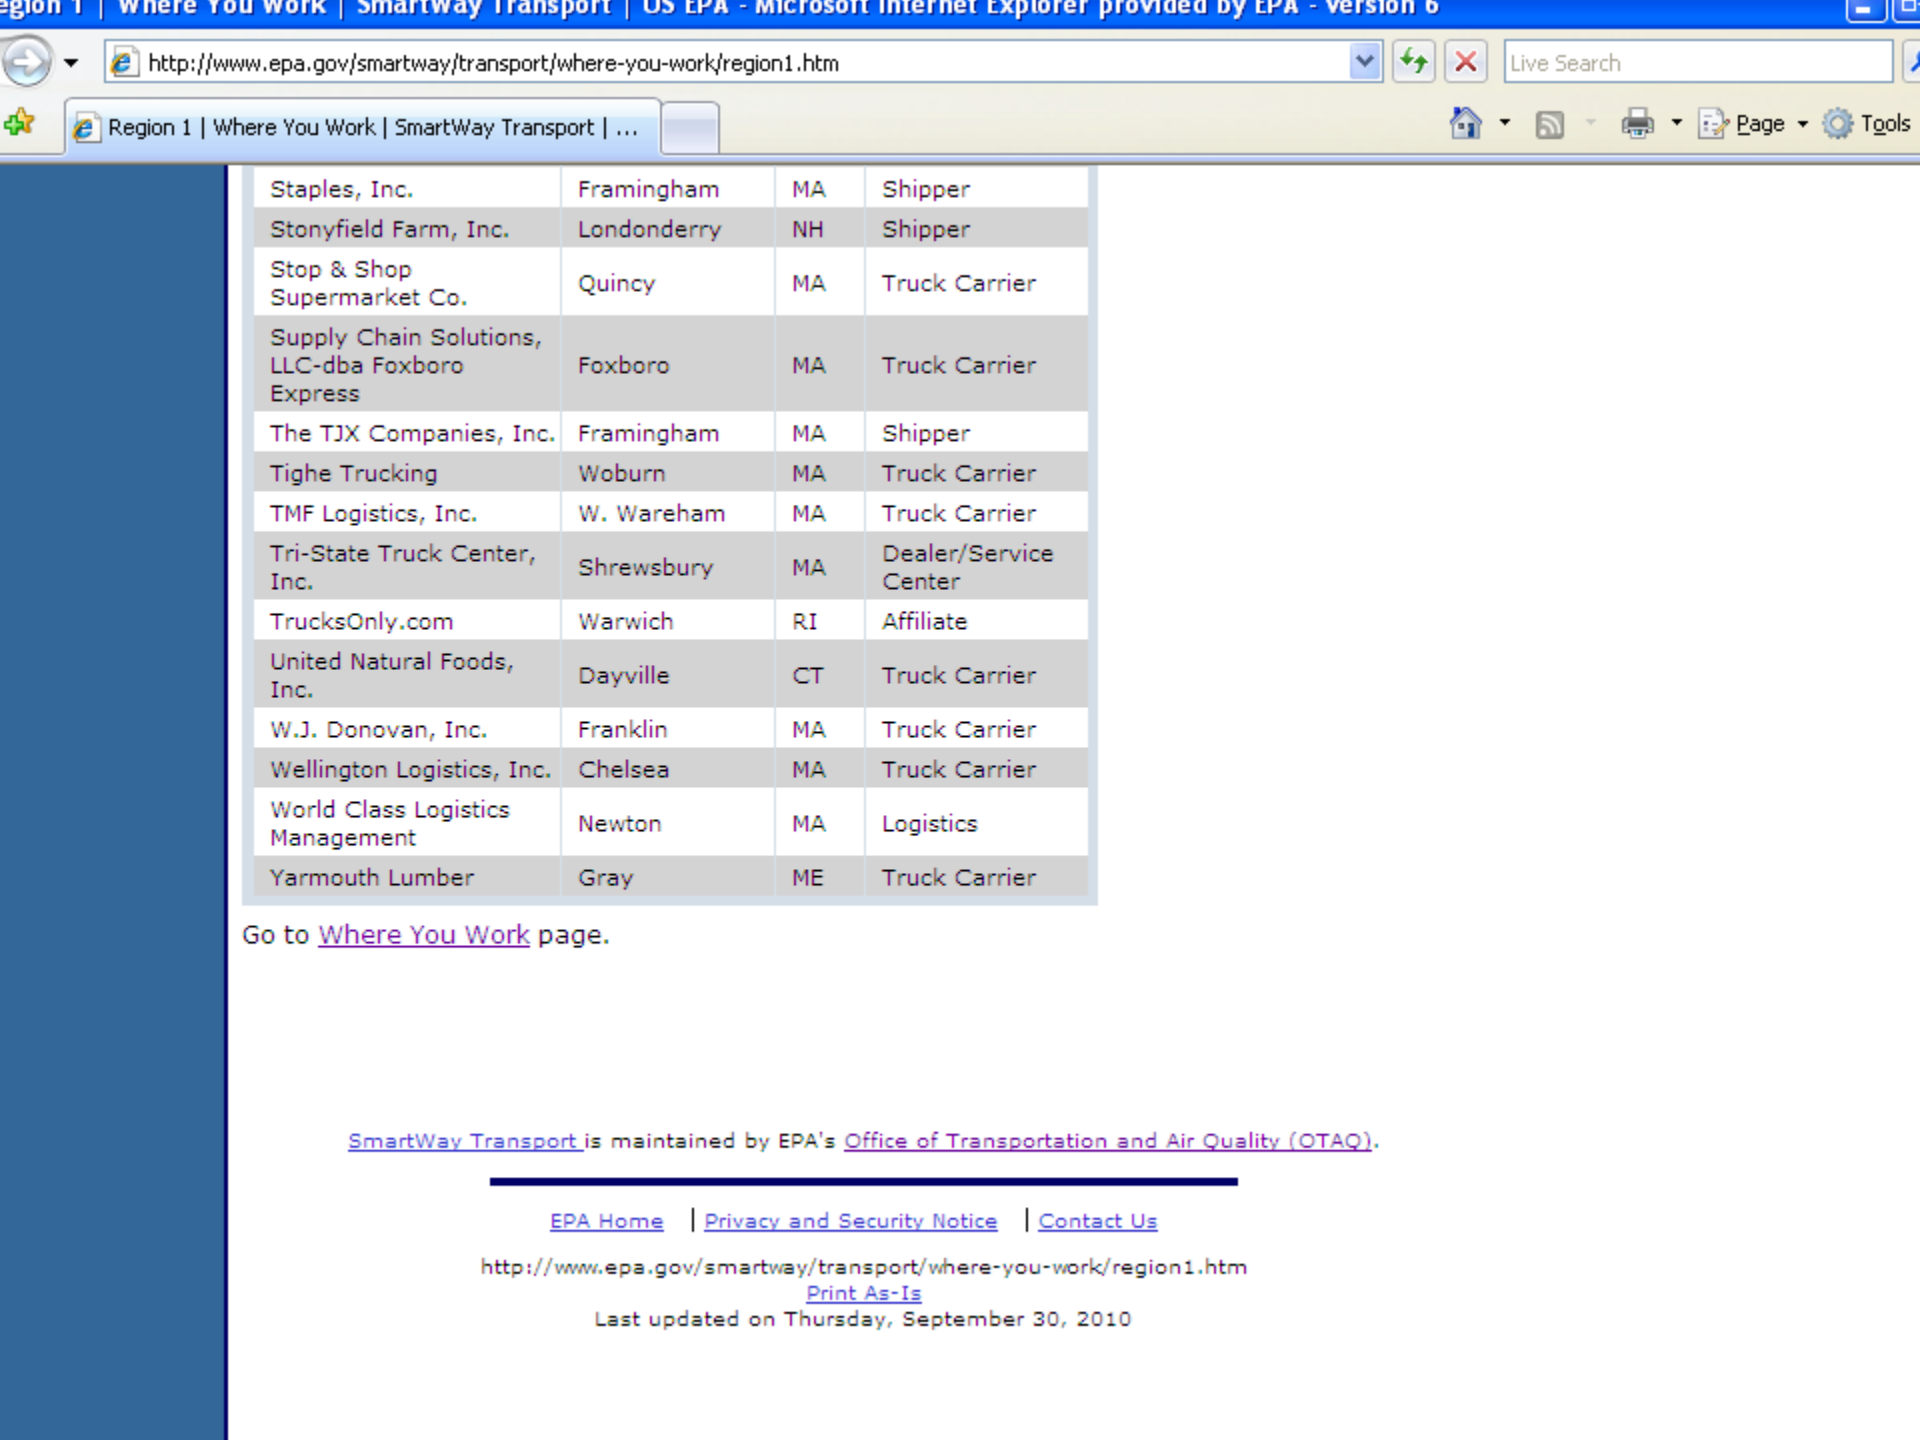 egion 1 | Where You Work | SmartWay Transport | US EPA - Microsoft Internet Explorer provided by EPA - Version 6
http://www.epa.gov/smartway/transport/where-you-work/region1.htm
Live Search
Region 1 | Where You Work | SmartWay Transport | ...
Page
Tools
Staples, Inc. Framingham MA Shipper
Stonyfield Farm, Inc. Londonderry NH Shipper
Stop & Shop
Supermarket Co. Quincy MA Truck Carrier
Supply Chain Solutions,
LLC-dba Foxboro Foxboro MA Truck Carrier
Express
The TJX Companies, Inc. Framingham MA Shipper
Tighe Trucking Woburn MA Truck Carrier
TMF Logistics, Inc. W. Wareham MA Truck Carrier
Tri-State Truck Center,
Inc. Shrewsbury MA Dealer/Service
Center
TrucksOnly.com Warwich RI Affiliate
United Natural Foods,
Inc. Dayville CT Truck Carrier
W.J. Donovan, Inc. Franklin MA Truck Carrier
Wellington Logistics, Inc. Chelsea MA Truck Carrier
World Class Logistics
Management Newton MA Logistics
Yarmouth Lumber Gray ME Truck Carrier
Go to Where You Work page.
SmartWay Transport is maintained by EPA's Office of Transportation and Air Quality (OTAQ).
EPA Home | Privacy and Security Notice | Contact Us
http://www.epa.gov/smartway/transport/where-you-work/region1.htm
Print As-Is
Last updated on Thursday, September 30, 2010